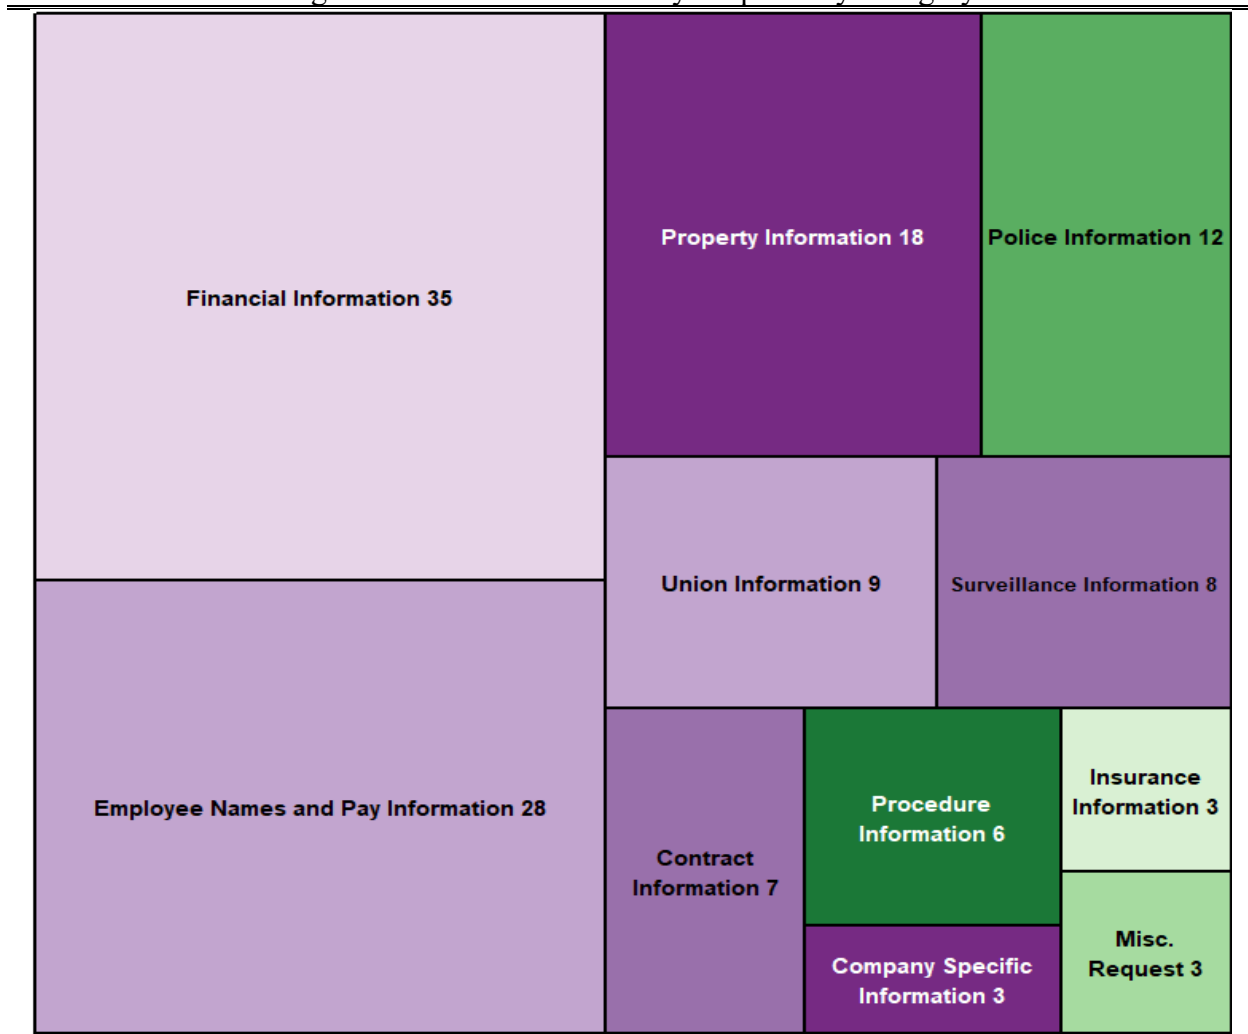 Financial Information 35
Property Information 18
Police Information 12
Union Information 9
Surveillance Information 8
Employee Names and Pay Information 28
Contract
Information 7
Procedure
Information 6
Insurance
Information 3
Company Specific
Information 3
Misc.
Request 3